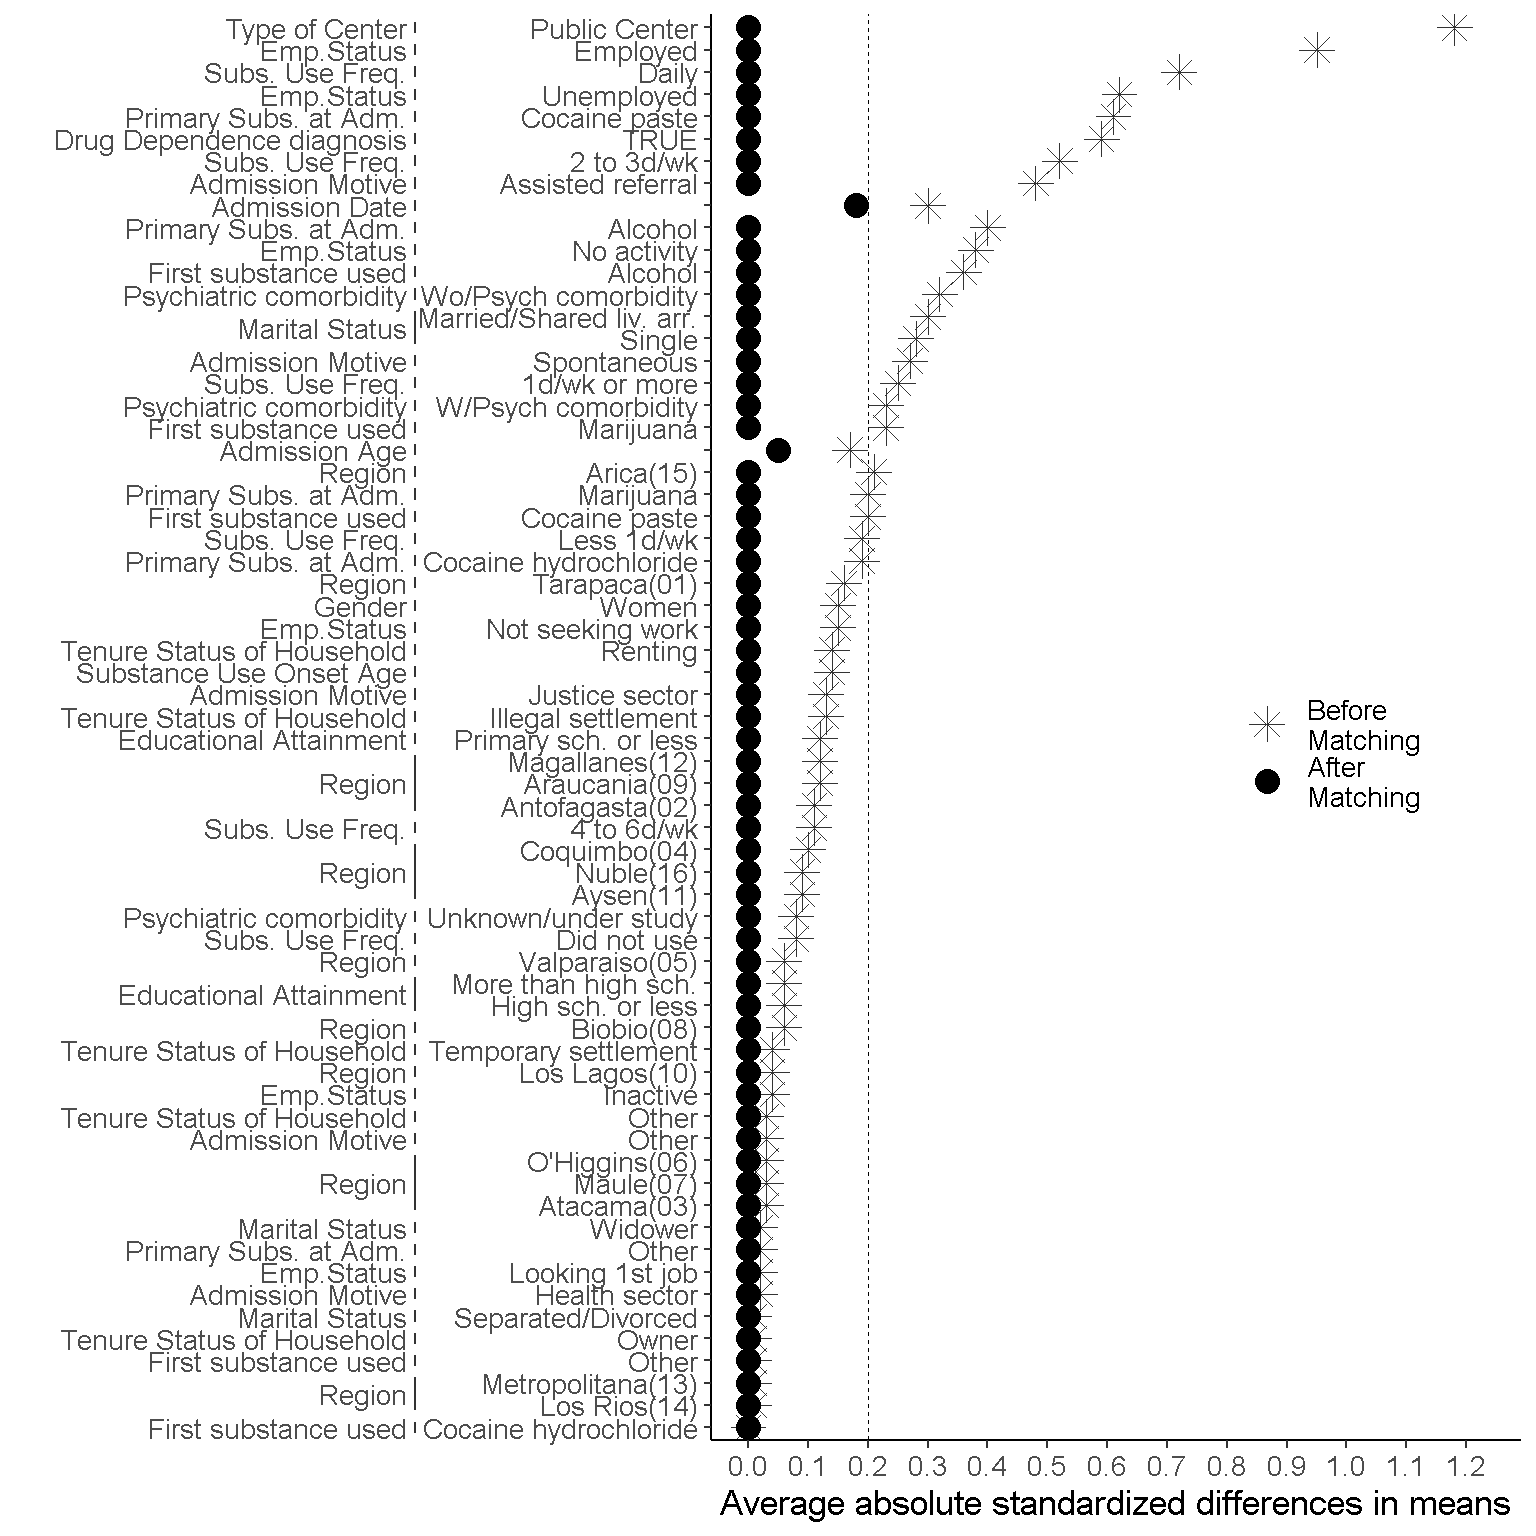 Type of Center Public Center
Emp.Status Employed
Subs. Use Freq. Daily
Emp.Status Unemployed
Primary Subs. at Adm. Cocaine paste
Drug Dependence diagnosis TRUE
Subs. Use Freq. 2 to 3d/wk
Admission Motive Assisted referral
Admission Date
Primary Subs. at Adm. Alcohol
Emp.Status No activity
First substance used Alcohol
Psychiatric comorbidity Wo/Psych comorbidity
Married/Shared liv. arr.
Marital Status
Single
Admission Motive Spontaneous
Subs. Use Freq. 1d/wk or more
Psychiatric comorbidity W/Psych comorbidity
First substance used Marijuana
Admission Age
Region Arica(15)
Primary Subs. at Adm. Marijuana
First substance used Cocaine paste
Subs. Use Freq. Less 1d/wk
Primary Subs. at Adm. Cocaine hydrochloride
Region Tarapaca(01)
Gender Women
Emp.Status Not seeking work
Tenure Status of Household Renting
Substance Use Onset Age
Admission Motive Justice sector
Tenure Status of Household Illegal settlement
Educational Attainment Primary sch. or less
Magallanes(12)
Region Araucania(09)
Antofagasta(02)
Subs. Use Freq. 4 to 6d/wk
Coquimbo(04)
Region Nuble(16)
Aysen(11)
Psychiatric comorbidity Unknown/under study
Subs. Use Freq. Did not use
Region Valparaiso(05)
More than high sch.
Educational Attainment
High sch. or less
Region Biobio(08)
Tenure Status of Household Temporary settlement
Region Los Lagos(10)
Emp.Status Inactive
Tenure Status of Household Other
Admission Motive Other
O'Higgins(06)
Region Maule(07)
Atacama(03)
Marital Status Widower
Primary Subs. at Adm. Other
Emp.Status Looking 1st job
Admission Motive Health sector
Marital Status Separated/Divorced
Tenure Status of Household Owner
First substance used Other
Metropolitana(13)
Region
Los Rios(14)
First substance used Cocaine hydrochloride
Before
Matching
After
Matching
0.0 0.1 0.2 0.3 0.4 0.5 0.6 0.7 0.8 0.9 1.0 1.1 1.2
Average absolute standardized differences in means